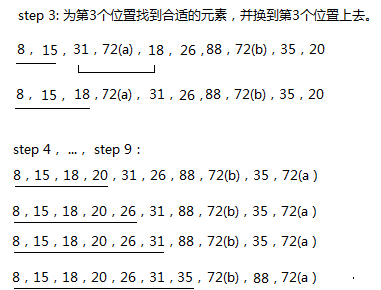 step 3: 为第3个位置找到合适的元素，并换到第3个位置上去。
8， 15，31，72(a)，18，26，88，72(b)，35，20
8， 15，18，72(a)，31，26，88，72(b)，35，20
step 4 ， ... ， step 9：
8，15，18，20，31，26，88，72(b)，35，72(a )
8，15，18，20，26，31，88，72(b)，35，72(a )
8，15，18，20，26，31，88，72(b)，35，72(a )
8，15，18，20，26，31，35，72(b)，88，72(a )